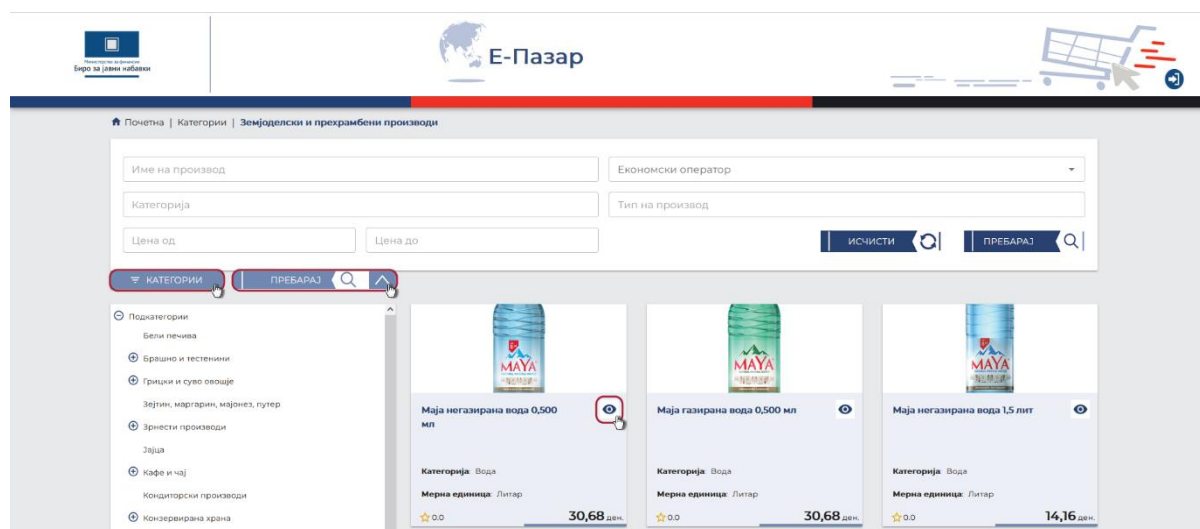 Министерство за финансии
Биро за јавни набавки
Е-Пазар
Почетна | Категории | Земјоделски и прехрамбени производи
Име на производ
Економски оператор
Категорија
Тип на производ
Цена од
Цена до
ИСЧИСТИ
ПРЕБАРАЈ
КАТЕГОРИИ
ПРЕБАРАЈ
Подкатегории
Бели печива
Брашно и тестенини
Грицки и суво овошје
Зејтин, маргарин, мајонез, путер
Зрнести производи
Јајца
Кафе и чај
Кондиторски производи
Конзервирана храна
MAYA
Маја негазирана вода 0,500
мл
Категорија: Вода
Мерна единица: Литар
0.0
30,68 ден.
MAYA
Маја газирана вода 0,500 мл
Категорија: Вода
Мерна единица: Литар
0.0
30,68 ден.
MAYA
Маја негазирана вода 1,5 лит
Категорија: Вода
Мерна единица: Литар
0.0
14,16 ден.